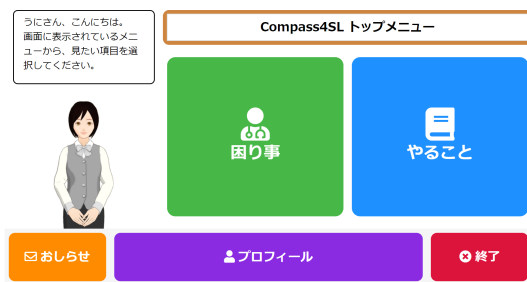 うにさん、こんにちは。
画面に表示されているメニ
ューから、見たい項目を選
択してください。
Compass4SL トップメニュー
困り事
やること
おしらせ
プロフィール
終了